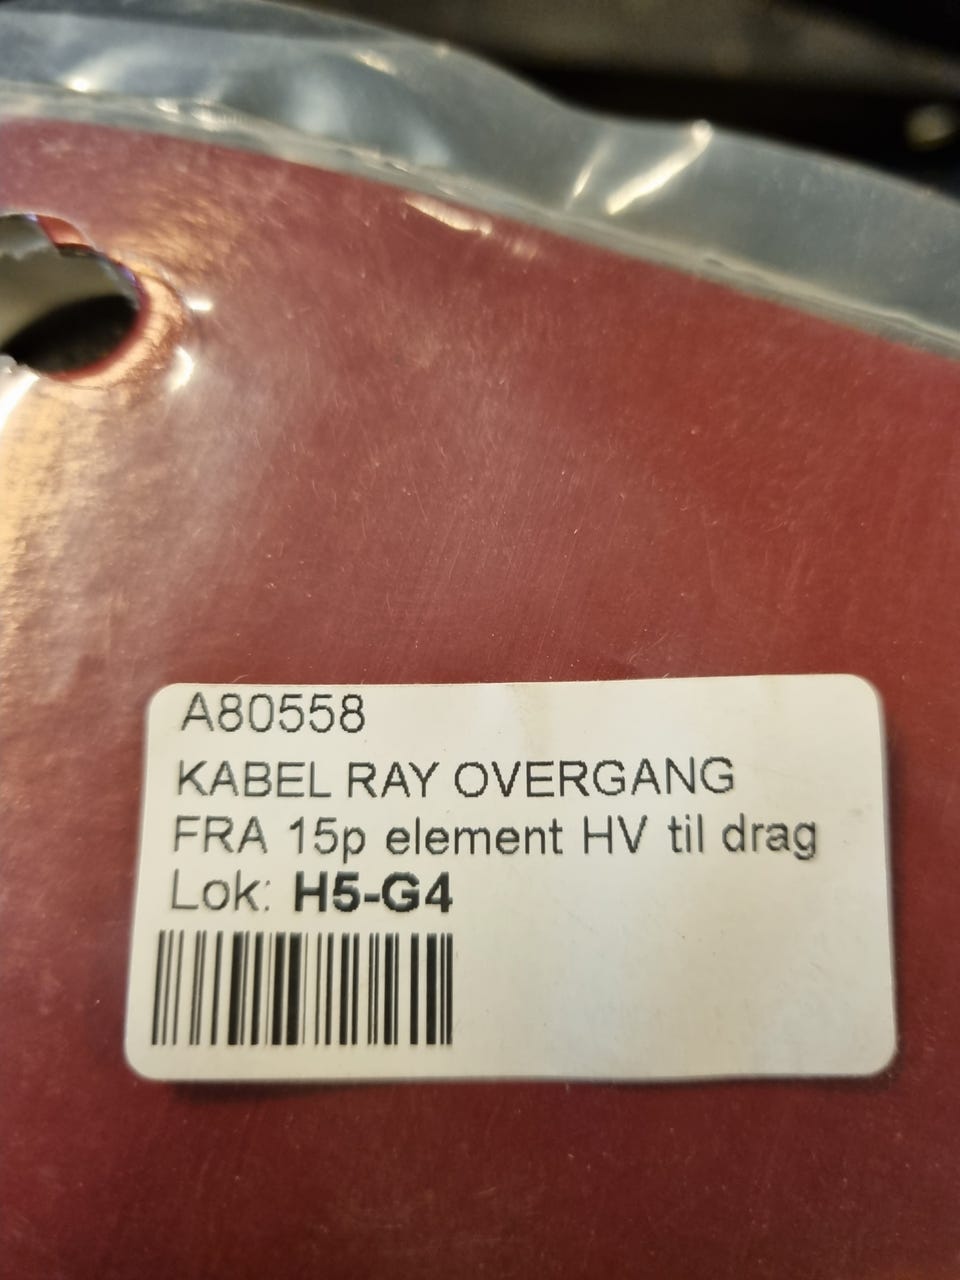 A80558
KABEL RAY OVERGANG
FRA 15p element HV til drag
Lok: H5-G4